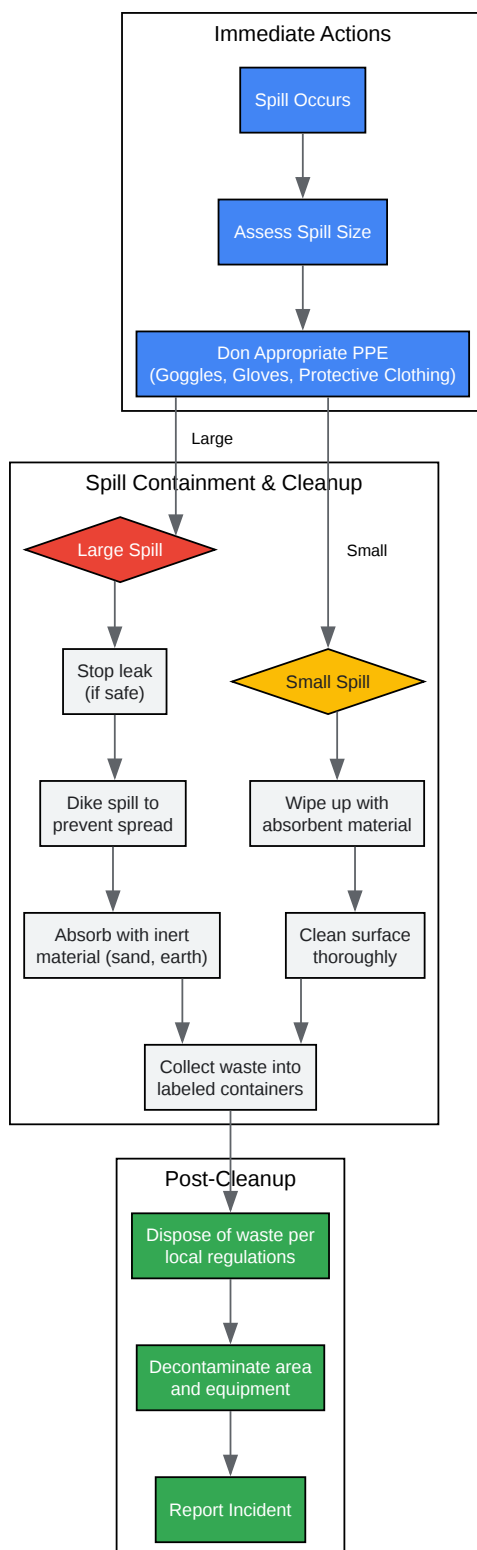 Immediate Actions
Spill Occurs
Assess Spill Size
Don Appropriate PPE
(Goggles, Gloves, Protective Clothing)
Large
Spill Containment & Cleanup
Large Spill
Small
Stop leak
(if safe)
Small Spill
Dike spill to
prevent spread
Wipe up with
absorbent material
Absorb with inert
material (sand, earth)
Clean surface
thoroughly
Collect waste into
labeled containers
Post-Cleanup
Dispose of waste per
local regulations
Decontaminate area
and equipment
Report Incident